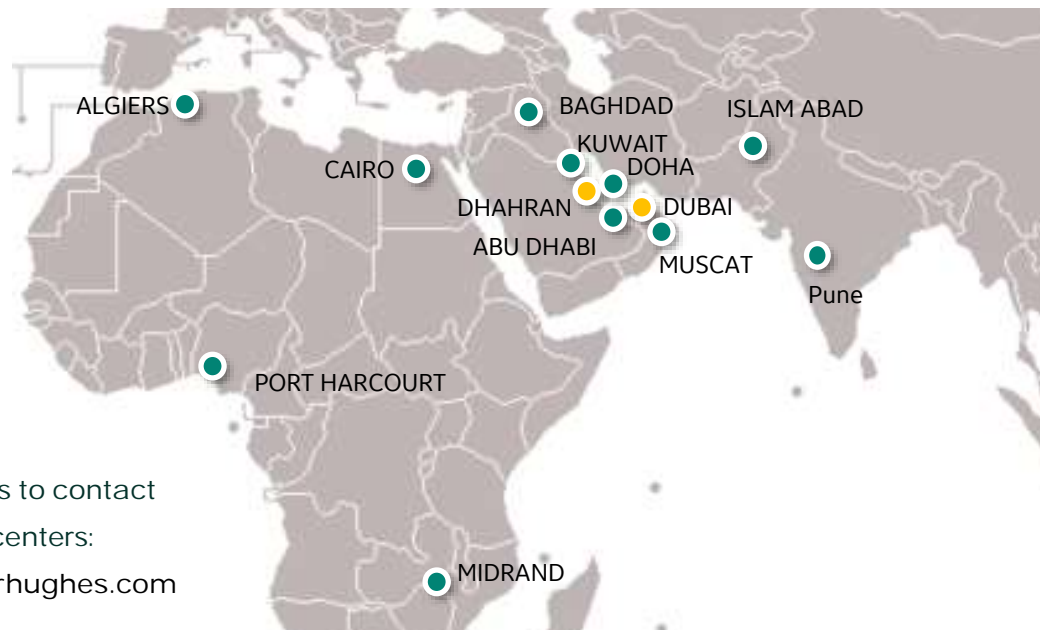 ALGIERS
BAGHDAD
ISLAM ABAD
KUWAIT
CAIRO
DOHA
DHAHRAN
DUBAI
ABU DHABI
MUSCAT
Pune
PORT HARCOURT
s to contact
centers:
rhughes.com
MIDRAND